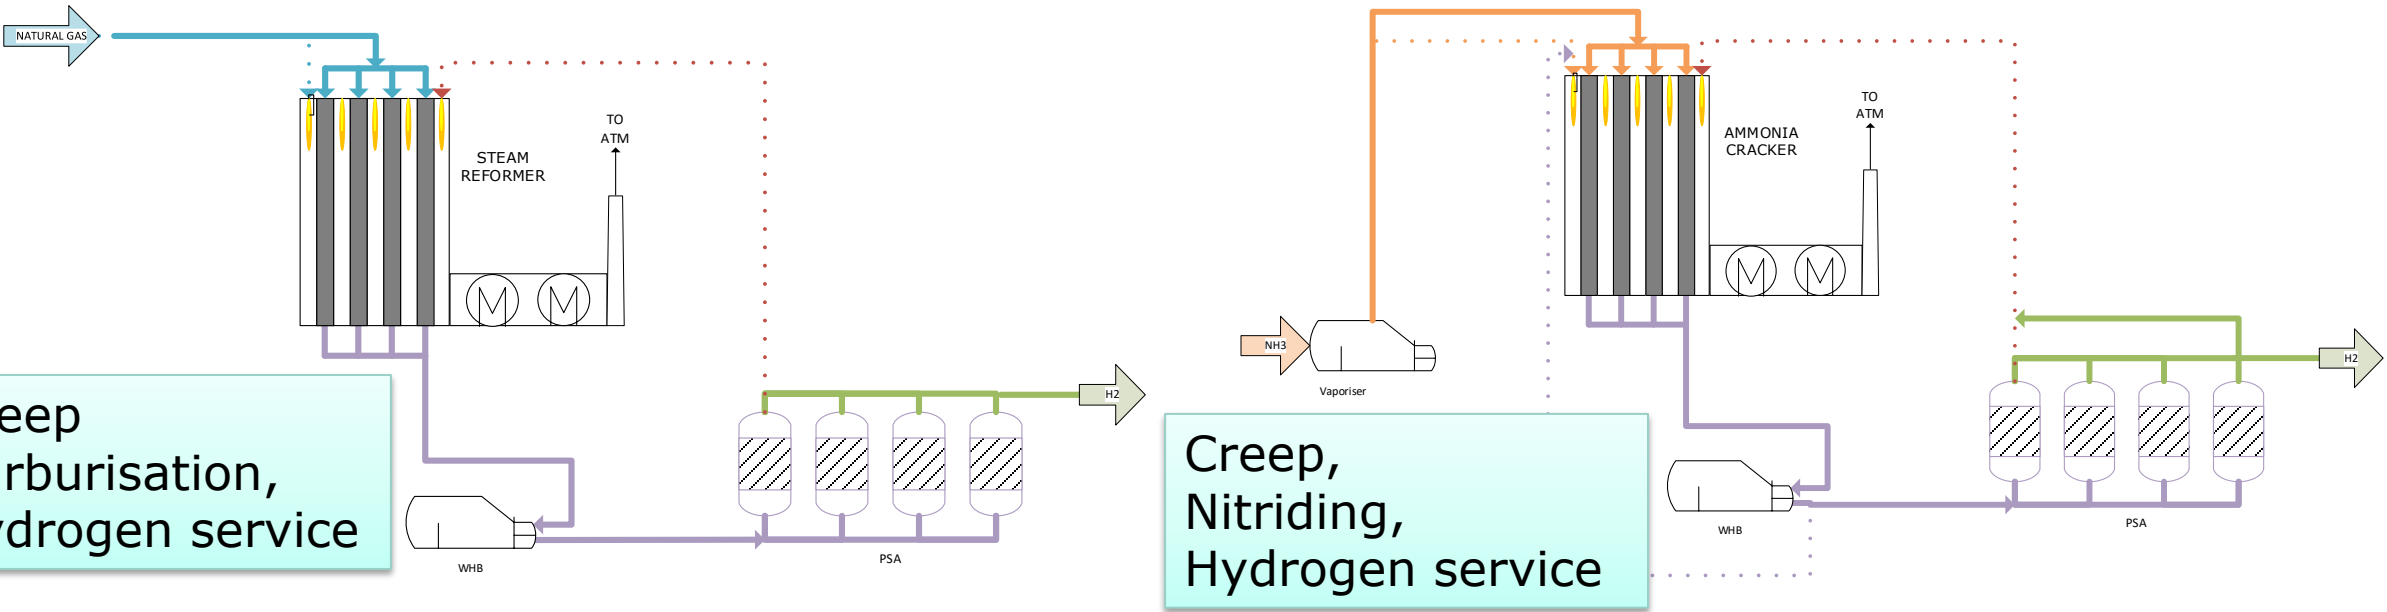 NATURAL GAS
TO
ATM
STEAM
REFORMER
eep
rburisation,
drogen service
WHB
PSA
H2
TO
ATM
AMMONIA
CRACKER
NH3
Vaporiser
Creep,
Nitriding,
Hydrogen service
WHB
PSA
H2